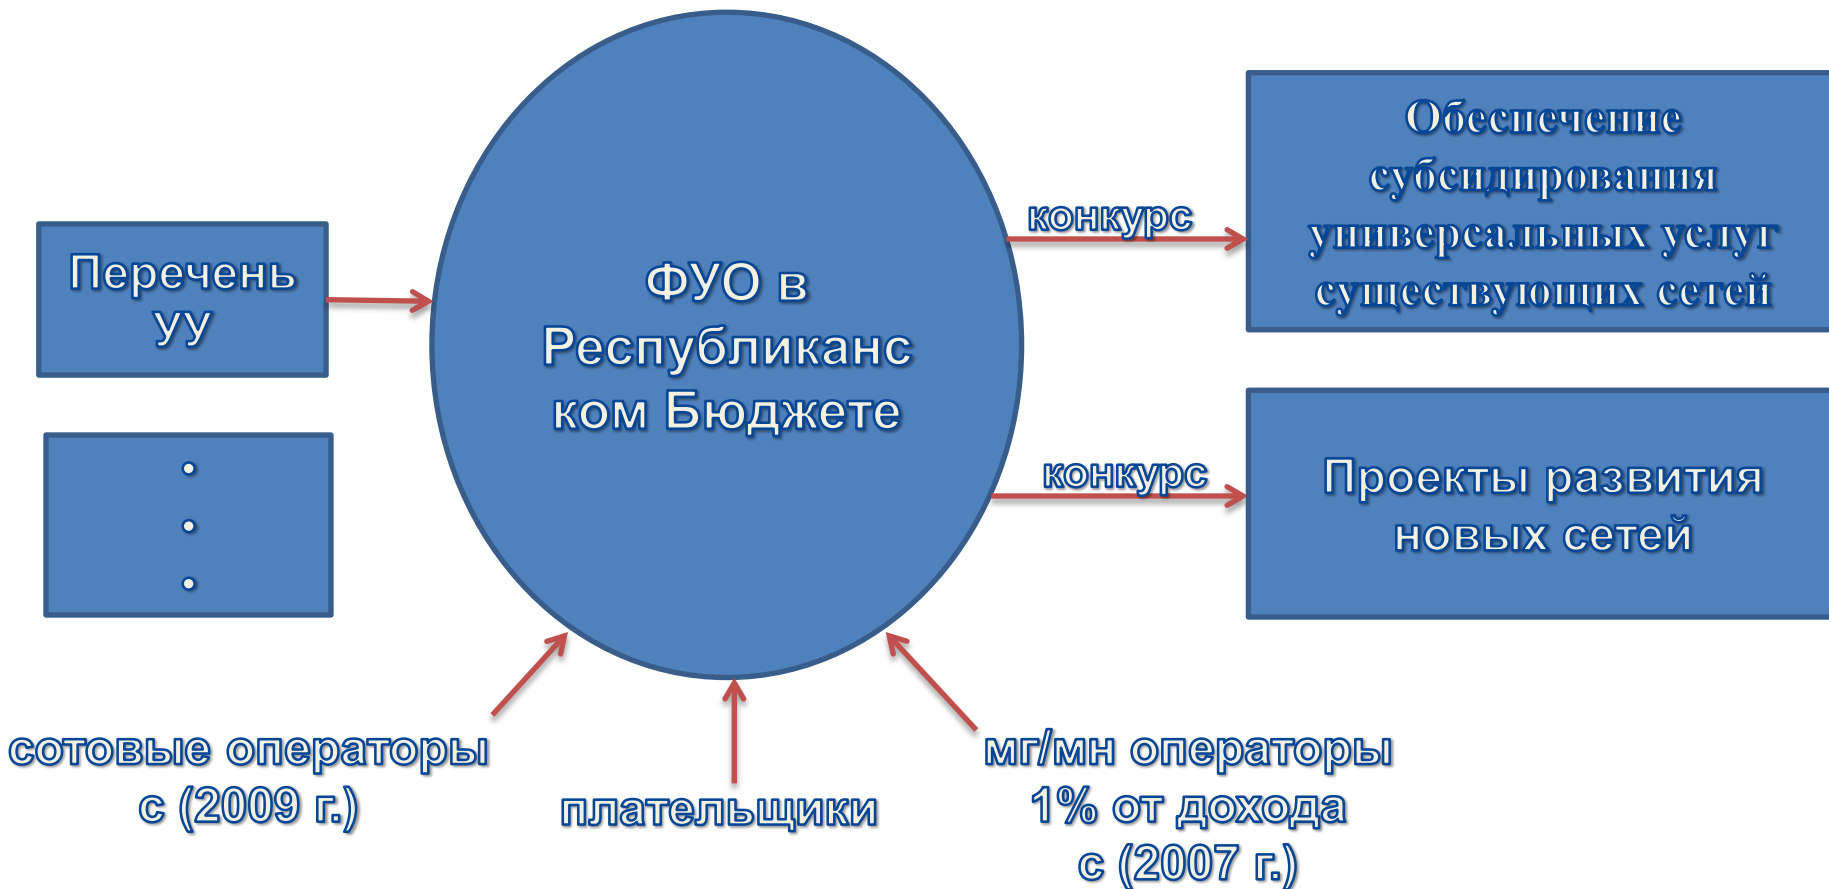 Перечень
УУ
•
•
•
ФУО в
Республиканс
ком Бюджете
конкурс
конкурс
Обеспечение
субсидирования
универсальных услуг
существующих сетей
Проекты развития
новых сетей
сотовые операторы
с (2009 г.)
плательщики
мг/мн операторы
1% от дохода
с (2007 г.)